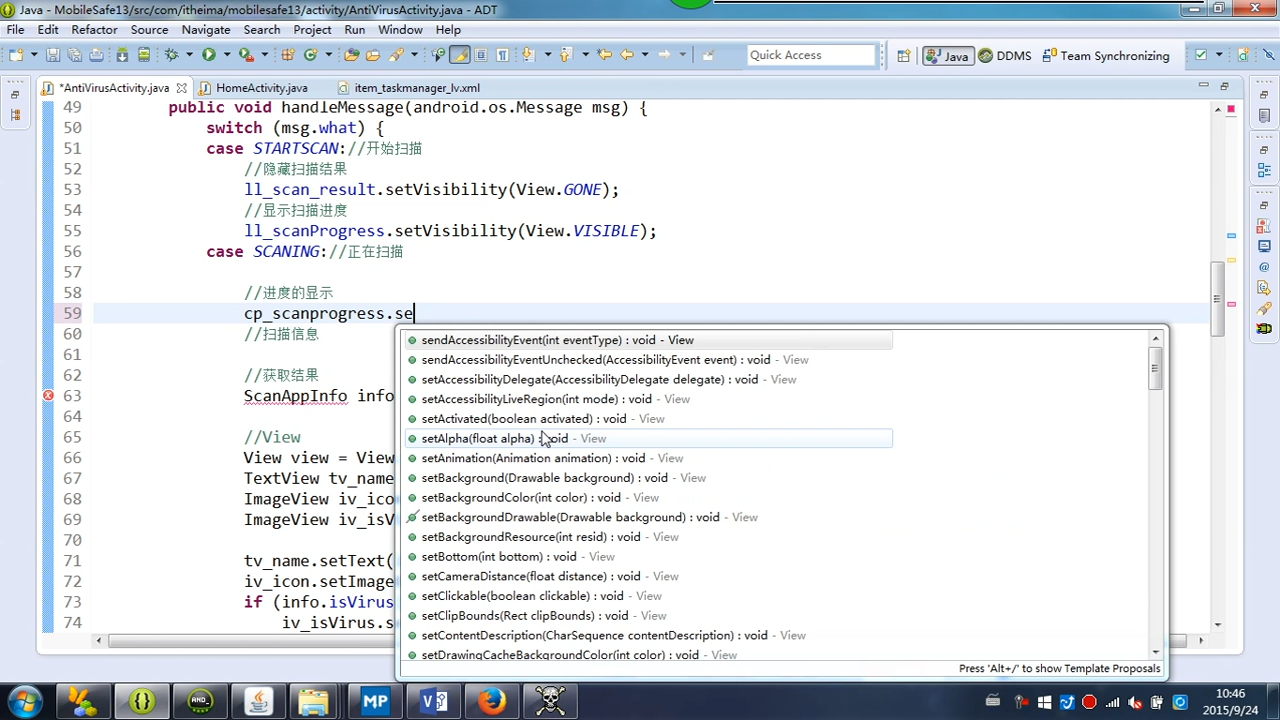 Java - MobileSafe13/src/com/itheima/mobilesafe13/activity/AntiVirusActivity.java - ADT
File Edit Refactor Source Navigate Search Project Run Window Help
Quick Access Java DDMS Team Synchronizing
*AntiVirusActivity.java HomeActivity.java item_taskmanager_lv.xml
49 public void handleMessage(android.os.Message msg) {
50 switch (msg.what) {
51 case STARTSCAN://开始扫描
52 //隐藏扫描结果
53 ll_scan_result.setVisibility(View.GONE);
54 //显示扫描进度
55 ll_scanProgress.setVisibility(View.VISIBLE);
56 case SCANING://正在扫描
57
58 //进度的显示
59 cp_scanprogress.se
60 //扫描信息
61
62 //获取结果
63 ScanAppInfo info
64
65 //View
66 View view = View
67 TextView tv_name
68 ImageView iv_ico
69 ImageView iv_isV
70
71 tv_name.setText(
72 iv_icon.setImage
73 if (info.isVirus
74 iv_isVirus.s
sendAccessibilityEvent(int eventType) : void - View
sendAccessibilityEventUnchecked(AccessibilityEvent event) : void - View
setAccessibilityDelegate(AccessibilityDelegate delegate) : void - View
setAccessibilityLiveRegion(int mode) : void - View
setActivated(boolean activated) : void - View
setAlpha(float alpha) : void - View
setAnimation(Animation animation) : void - View
setBackground(Drawable background) : void - View
setBackgroundColor(int color) : void - View
setBackgroundDrawable(Drawable background) : void - View
setBackgroundResource(int resid) : void - View
setBottom(int bottom) : void - View
setCameraDistance(float distance) : void - View
setClickable(boolean clickable) : void - View
setClipBounds(Rect clipBounds) : void - View
setContentDescription(CharSequence contentDescription) : void - View
setDrawingCacheBackgroundColor(int color) : void - View
Press 'Alt+/' to show Template Proposals
MP
10:46
2015/9/24